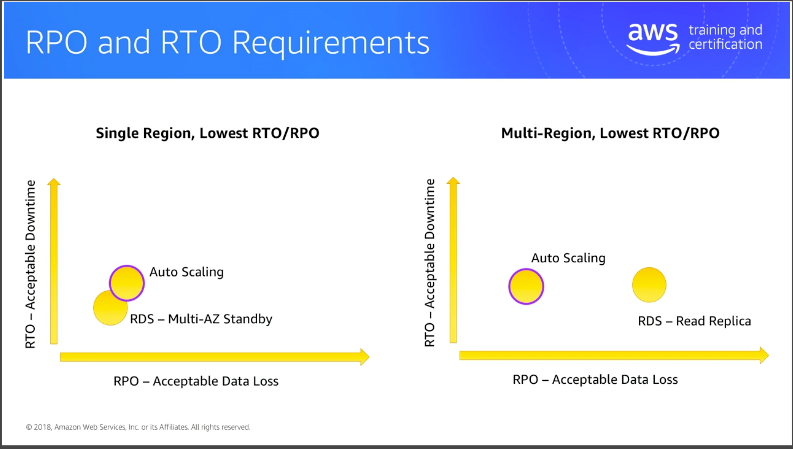 RPO and RTO Requirements
aws training and
certification
Single Region, Lowest RTO/RPO
RTO – Acceptable Downtime
Auto Scaling
RDS – Multi-AZ Standby
RPO – Acceptable Data Loss
Multi-Region, Lowest RTO/RPO
RTO – Acceptable Downtime
Auto Scaling
RDS – Read Replica
RPO – Acceptable Data Loss
© 2018, Amazon Web Services, Inc. or its Affiliates. All rights reserved.